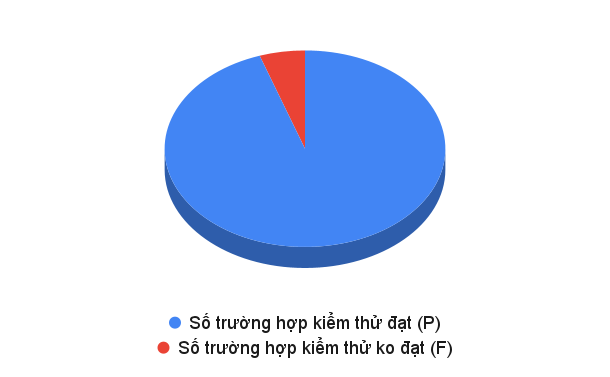 Số trường hợp kiểm thử đạt (P)
Số trường hợp kiểm thử ko đạt (F)